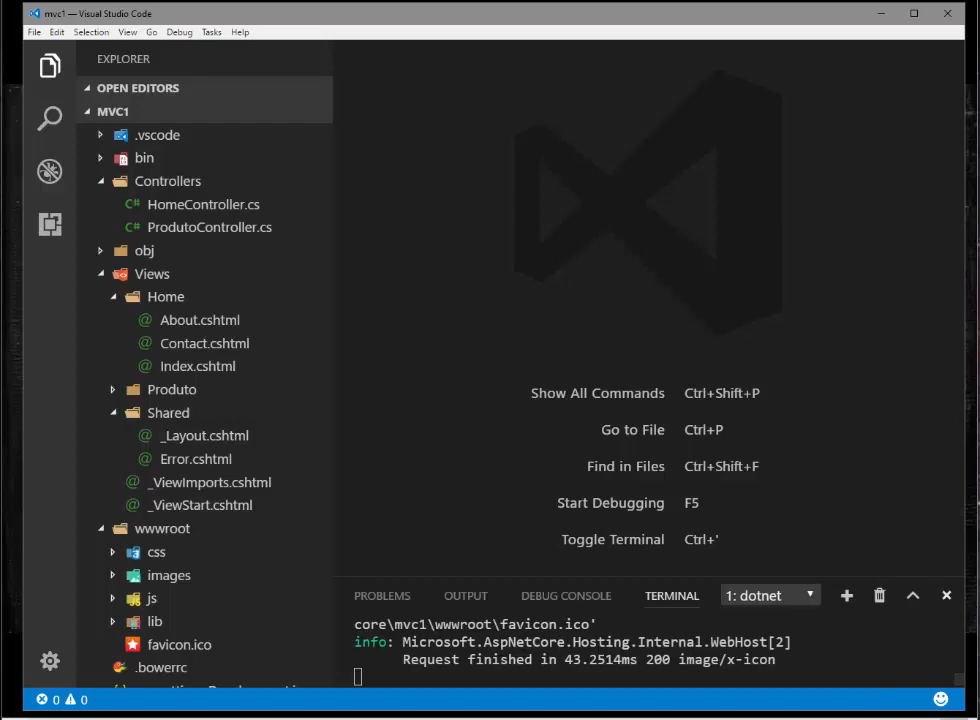 mvc1 — Visual Studio Code
File Edit Selection View Go Debug Tasks Help
EXPLORER
OPEN EDITORS
MVC1
.vscode
bin
Controllers
C# HomeController.cs
C# ProdutoController.cs
obj
Views
Home
@ About.cshtml
@ Contact.cshtml
@ Index.cshtml
Produto
Shared
@ _Layout.cshtml
@ Error.cshtml
@ _ViewImports.cshtml
@ _ViewStart.cshtml
wwwroot
css
images
js
lib
favicon.ico
.bowerrc
Show All Commands Ctrl+Shift+P
Go to File Ctrl+P
Find in Files Ctrl+Shift+F
Start Debugging F5
Toggle Terminal Ctrl+'
PROBLEMS OUTPUT DEBUG CONSOLE TERMINAL 1: dotnet
core\mvc1\wwwroot\favicon.ico'
info: Microsoft.AspNetCore.Hosting.Internal.WebHost[2]
Request finished in 43.2514ms 200 image/x-icon
0 0